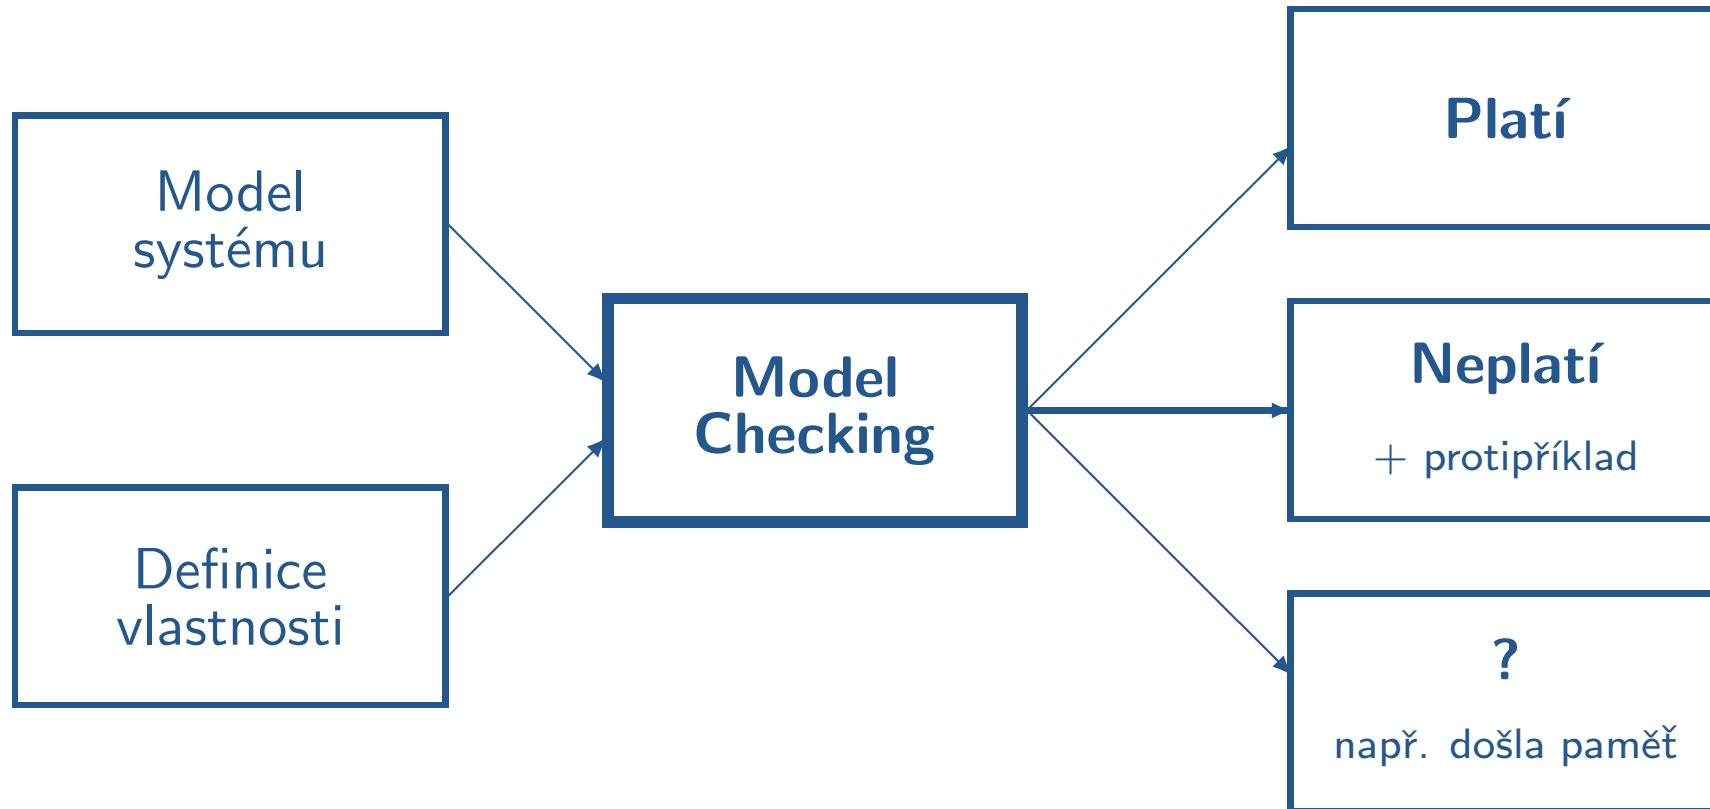 Model
systému
Definice
vlastnosti
Model
Checking
Platí
Neplatí
+ protipříklad
?
např. došla paměť